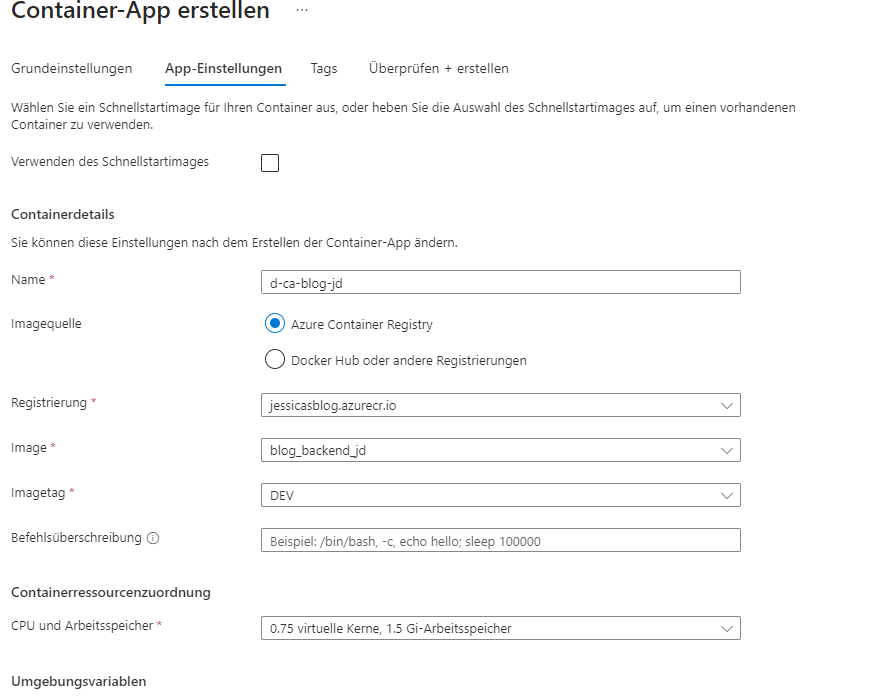 Container-App erstellen ...
Grundeinstellungen App-Einstellungen Tags Überprüfen + erstellen
Wählen Sie ein Schnellstartimage für Ihren Container aus, oder heben Sie die Auswahl des Schnellstartimages auf, um einen vorhandenen
Container zu verwenden.
Verwenden des Schnellstartimages
Containerdetails
Sie können diese Einstellungen nach dem Erstellen der Container-App ändern.
Name * d-ca-blog-jd
Imagequelle Azure Container Registry
Docker Hub oder andere Registrierungen
Registrierung * jessicasblog.azurecr.io
Image * blog_backend_jd
Imagetag * DEV
Befehlsüberschreibung Beispiel: /bin/bash, -c, echo hello; sleep 100000
Containerressourcenzuordnung
CPU und Arbeitsspeicher * 0.75 virtuelle Kerne, 1.5 Gi-Arbeitsspeicher
Umgebungsvariablen